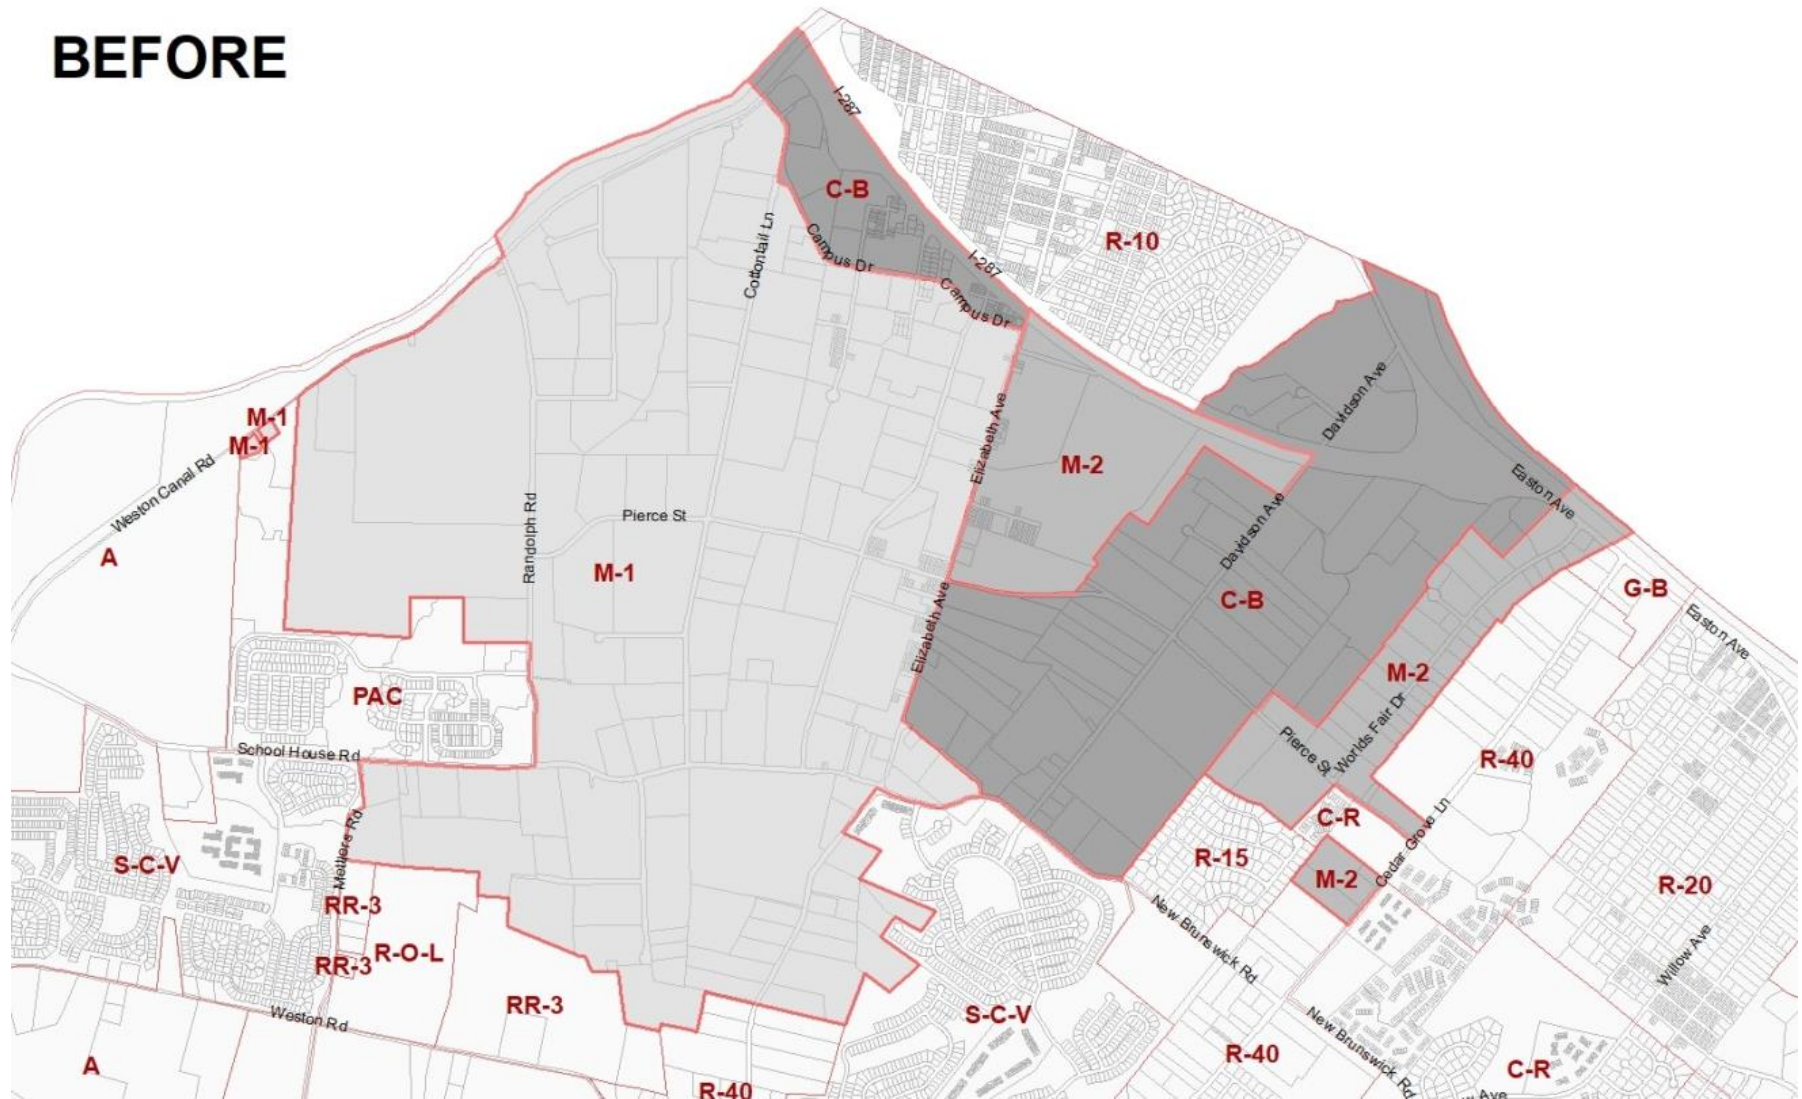 BEFORE
I-287
C-B
R-10
Cottontail Ln
Campus Dr
I-287
Campus Dr
Davidson Ave
M-1
M-1
Elizabeth Ave
M-2
Weston Canal Rd
Easton Ave
Randolph Rd
Pierce St
Davidson Ave
A
M-1
C-B
G-B
Elizabeth Ave
Easton Ave
PAC
M-2
School House Rd
Pierce St
Worlds Fair Dr
R-40
C-R
Mettlers Rd
S-C-V
R-15
Cedar Grove Ln
M-2
R-20
RR-3
New Brunswick Rd
R-O-L
RR-3
Willow Ave
RR-3
S-C-V
Weston Rd
New Brunswick Rd
A
R-40
C-R
R-40
Ave